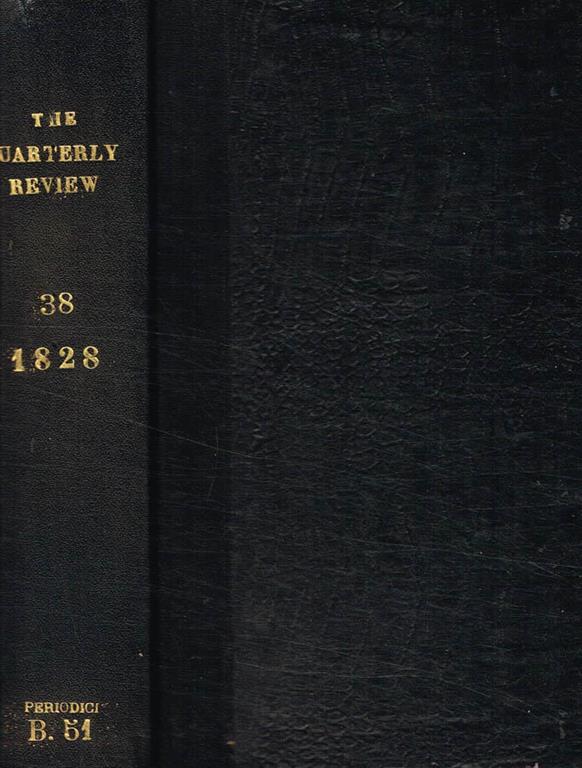 THE
UARTERLY
REVIEW
38
1828
PERIODICI
B. 51